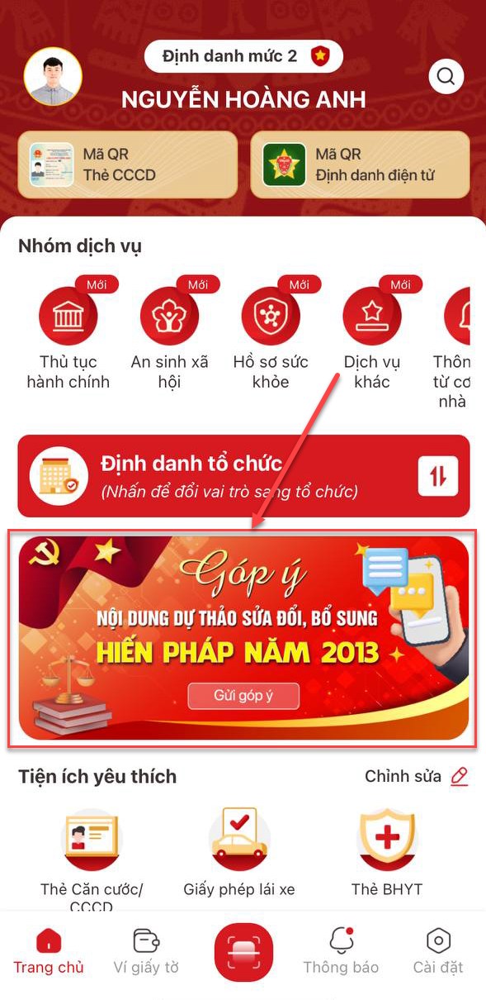 Định danh mức 2
NGUYỄN HOÀNG ANH
Mã QR
Thẻ CCCD
Mã QR
Định danh điện tử
Nhóm dịch vụ
Mới
Mới
Mới
Mới
Thủ tục
hành chính
An sinh xã
hội
Hồ sơ sức
khỏe
Dịch vụ
khác
Thôn
từ cơ
nhà
Định danh tổ chức
(Nhấn để đổi vai trò sang tổ chức)
Góp ý
NỘI DUNG DỰ THẢO SỬA ĐỔI, BỔ SUNG
HIẾN PHÁP NĂM 2013
Gửi góp ý
Tiện ích yêu thích
Chỉnh sửa
Thẻ Căn cước/
CCCD
Giấy phép lái xe
Thẻ BHYT
Trang chủ
Ví giấy tờ
Thông báo
Cài đặt